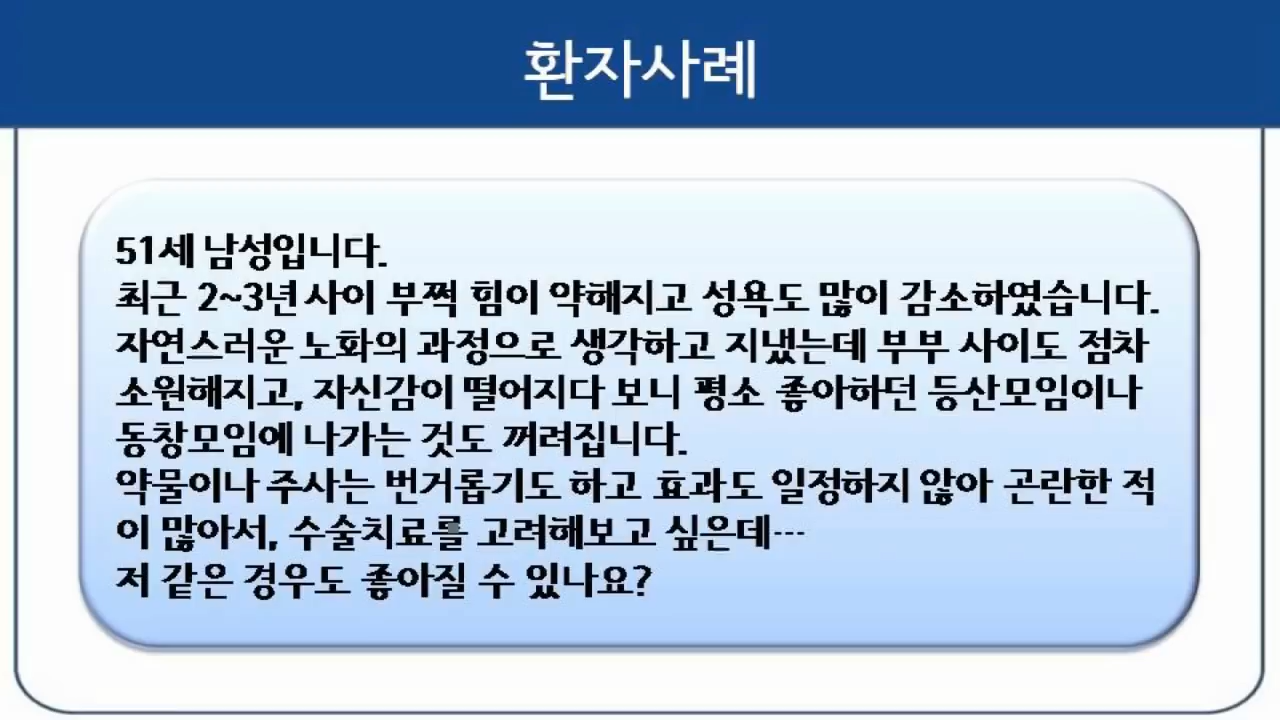 환자사례
51세 남성입니다.
최근 2~3년 사이 부쩍 힘이 약해지고 성욕도 많이 감소하였습니다.
자연스러운 노화의 과정으로 생각하고 지냈는데 부부 사이도 점차
소원해지고, 자신감이 떨어지다 보니 평소 좋아하던 등산모임이나
동창모임에 나가는 것도 꺼려집니다.
약물이나 주사는 번거롭기도 하고 효과도 일정하지 않아 곤란한 적
이 많아서, 수술치료를 고려해보고 싶은데…
저 같은 경우도 좋아질 수 있나요?